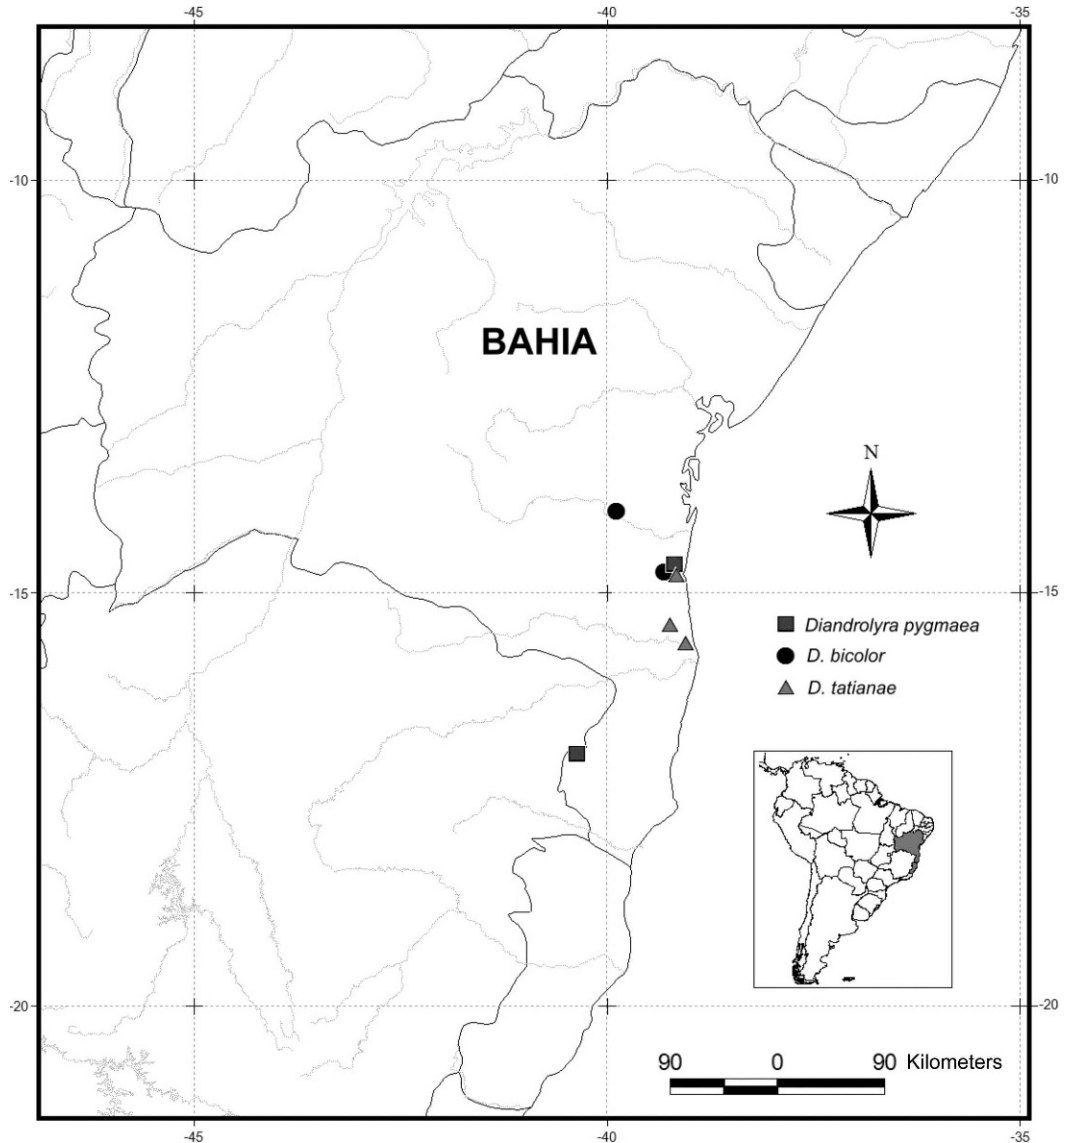 -45 -40 -35
-10 -10
BAHIA
N
-15 -15
Diandrolyra pygmaea
D. bicolor
D. tatianae
-20 -20
90 0 90 Kilometers
-45 -40 -35